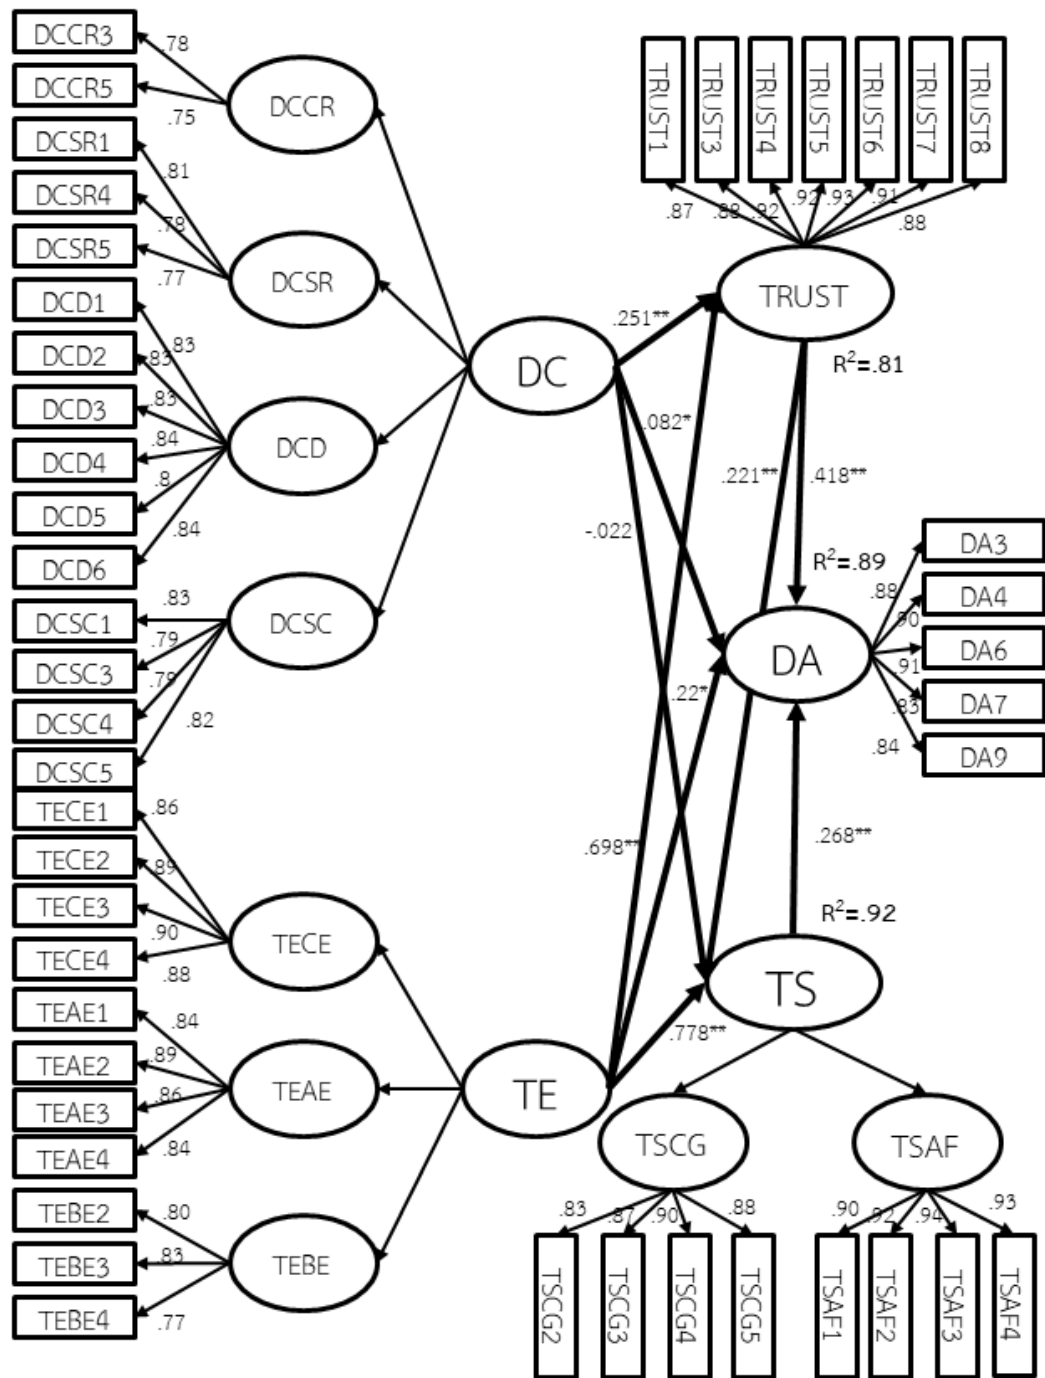 DCCR3
DCCR5
DCSR1
DCSR4
DCSR5
DCD1
DCD2
DCD3
DCD4
DCD5
DCD6
DCSC1
DCSC3
DCSC4
DCSC5
TECE1
TECE2
TECE3
TECE4
TEAE1
TEAE2
TEAE3
TEAE4
TEBE2
TEBE3
TEBE4
.78
.75
.81
.78
.77
.83
.83
.83
.84
.8
.84
.83
.79
.79
.82
.86
.89
.90
.88
.84
.89
.86
.84
.80
.83
.77
DCCR
DCSR
DCD
DCSC
TECE
TEAE
TEBE
DC
TE
TRUST1
TRUST3
TRUST4
TRUST5
TRUST6
TRUST7
TRUST8
.87
.88
.92
.92
.93
.91
.88
TRUST
R²=.81
.251**
.082*
-.022
.221**
.418**
.22*
.698**
.778**
.268**
R²=.89
DA
.88
.90
.91
.83
.84
DA3
DA4
DA6
DA7
DA9
R²=.92
TS
TSCG
TSAF
.83
.87
.90
.88
.90
.92
.94
.93
TSCG2
TSCG3
TSCG4
TSCG5
TSAF1
TSAF2
TSAF3
TSAF4